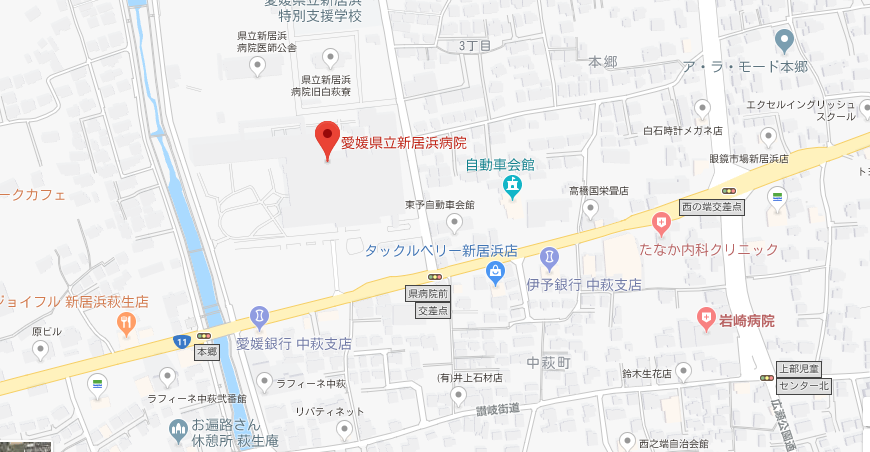 愛媛県立新居浜
特別支援学校
県立新居浜
病院医師公舎
3丁目
本郷
ア・ラ・モード本郷
県立新居浜
病院旧白萩寮
エクセルイングリッシュ
スクール
白石時計メガネ店
愛媛県立新居浜病院
眼鏡市場新居浜店
自動車会館
ークカフェ
髙橋国栄畳店
東予自動車会館
西の端交差点
タックルベリー新居浜店
たなか内科クリニック
伊予銀行 中萩支店
県病院前
交差点
ジョイフル 新居浜萩生店
原ビル
11
本郷
愛媛銀行 中萩支店
岩崎病院
中萩町
上部児童
センター北
鈴木生花店
(有)井上石材店
ラフィーネ中萩
ラフィーネ中萩弐番館
リパティネット
讃岐街道
広瀬公園通
お遍路さん
休憩所 萩生庵
西之端自治会館